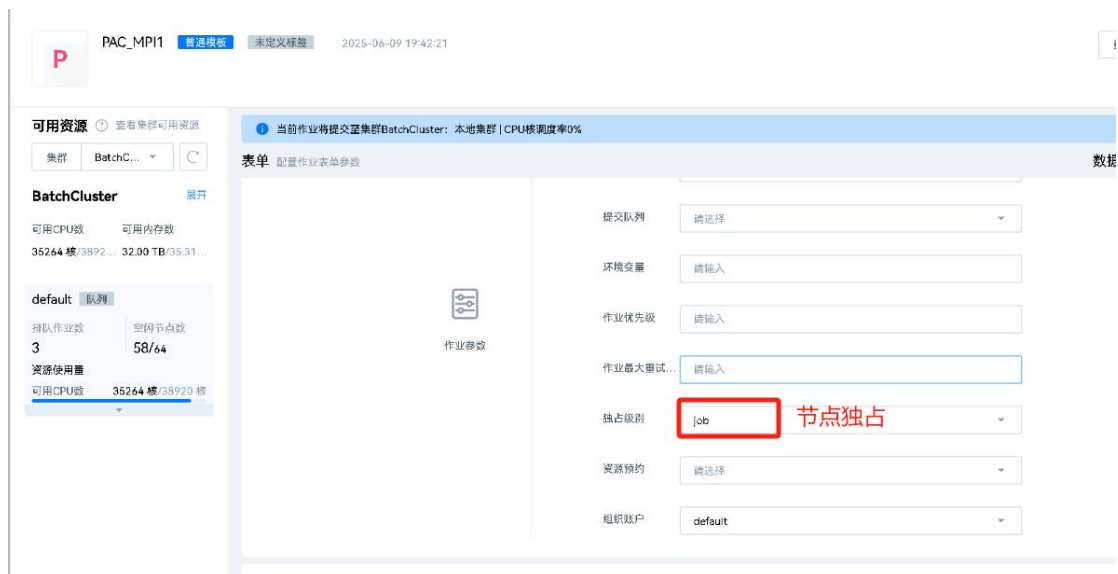 P
PAC_MPI1 普通模板 未定义标签 2025-06-09 19:42:21
可用资源 ? 查看集群可用资源
集群 BatchC...
BatchCluster 展开
可用CPU数 可用内存数
35264 核/3892... 32.00 TB/35.31...
default 队列
排队作业数 空闲节点数
3 58/64
资源使用量
可用CPU数 35264 核/38920 核
当前作业将提交至集群BatchCluster: 本地集群 | CPU核调度率0%
表单 配置作业表单参数
数据
作业参数
提交队列 请选择
环境变量 请输入
作业优先级 请输入
作业最大重试... 请输入
独占级别 job 节点独占
资源预约 请选择
组织账户 default